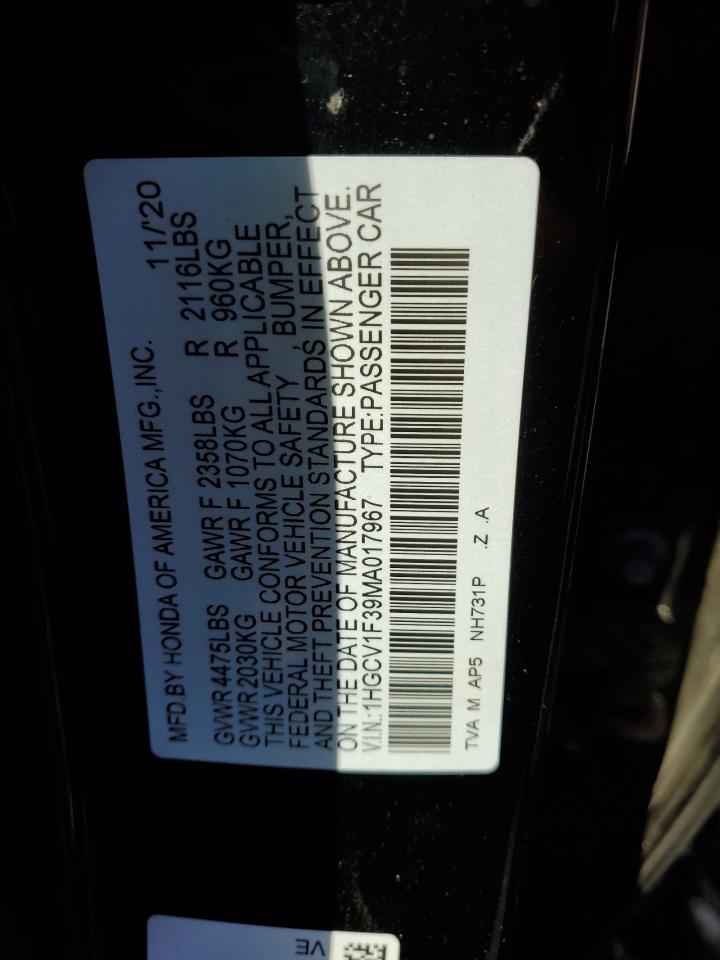 MFD.BY HONDA OF AMERICA MFG.,INC. 11/'20
GVWR 4475LBS GAWR F 2358LBS R 2116LBS
GVWR 2030KG GAWR F 1070KG R 960KG
THIS VEHICLE CONFORMS TO ALL APPLICABLE
FEDERAL MOTOR VEHICLE SAFETY , BUMPER,
AND THEFT PREVENTION STANDARDS IN EFFECT
ON THE DATE OF MANUFACTURE SHOWN ABOVE.
V.I.N.:1HGCV1F39MA017967 TYPE:PASSENGER CAR
TVA M AP5 NH731P .Z .A
VE